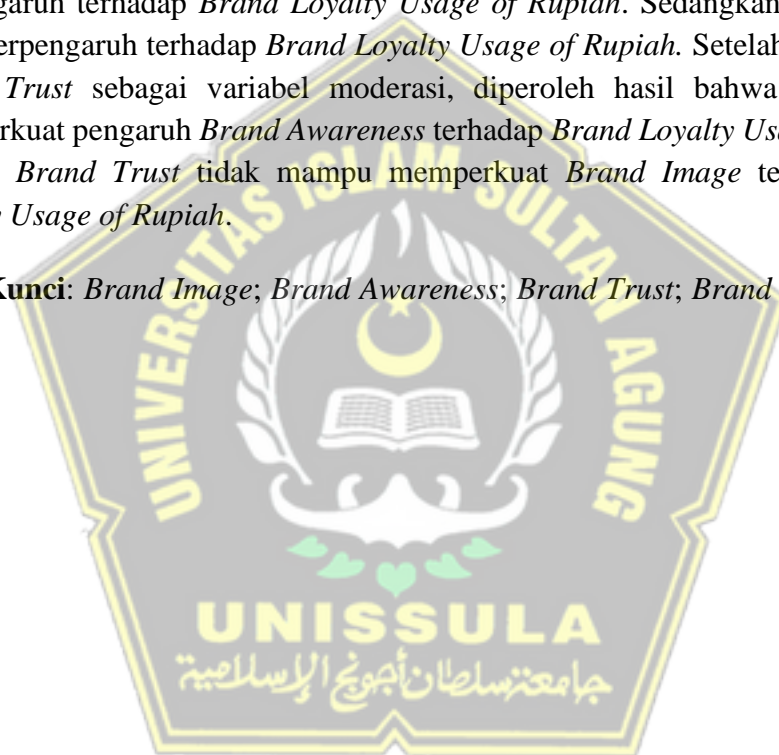 garuh terhadap Brand Loyalty Usage of Rupiah. Sedangkan
erpengaruh terhadap Brand Loyalty Usage of Rupiah. Setelah
Trust sebagai variabel moderasi, diperoleh hasil bahwa
erkuat pengaruh Brand Awareness terhadap Brand Loyalty Us
Brand Trust tidak mampu memperkuat Brand Image te
y Usage of Rupiah.
Kunci: Brand Image; Brand Awareness; Brand Trust; Brand
UNIVERSITAS ISLAM SULTAN AGUNG
UNISSULA
جامعة سلطان أجونج الإسلامية